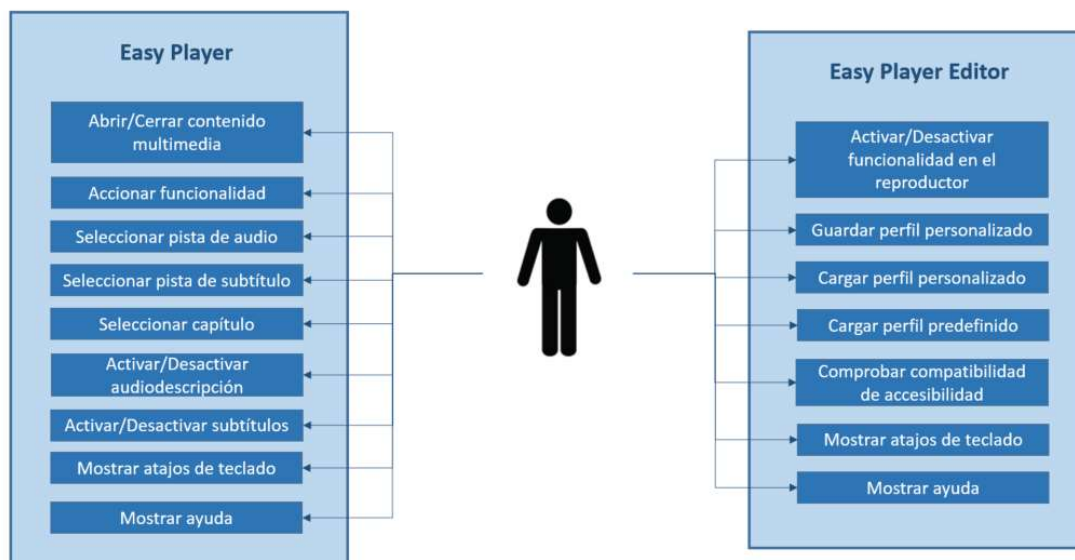 Easy Player
Abrir/Cerrar contenido
multimedia
Accionar funcionalidad
Seleccionar pista de audio
Seleccionar pista de subtítulo
Seleccionar capítulo
Activar/Desactivar
audiodescripción
Activar/Desactivar subtítulos
Mostrar atajos de teclado
Mostrar ayuda
Easy Player Editor
Activar/Desactivar
funcionalidad en el
reproductor
Guardar perfil personalizado
Cargar perfil personalizado
Cargar perfil predefinido
Comprobar compatibilidad
de accesibilidad
Mostrar atajos de teclado
Mostrar ayuda